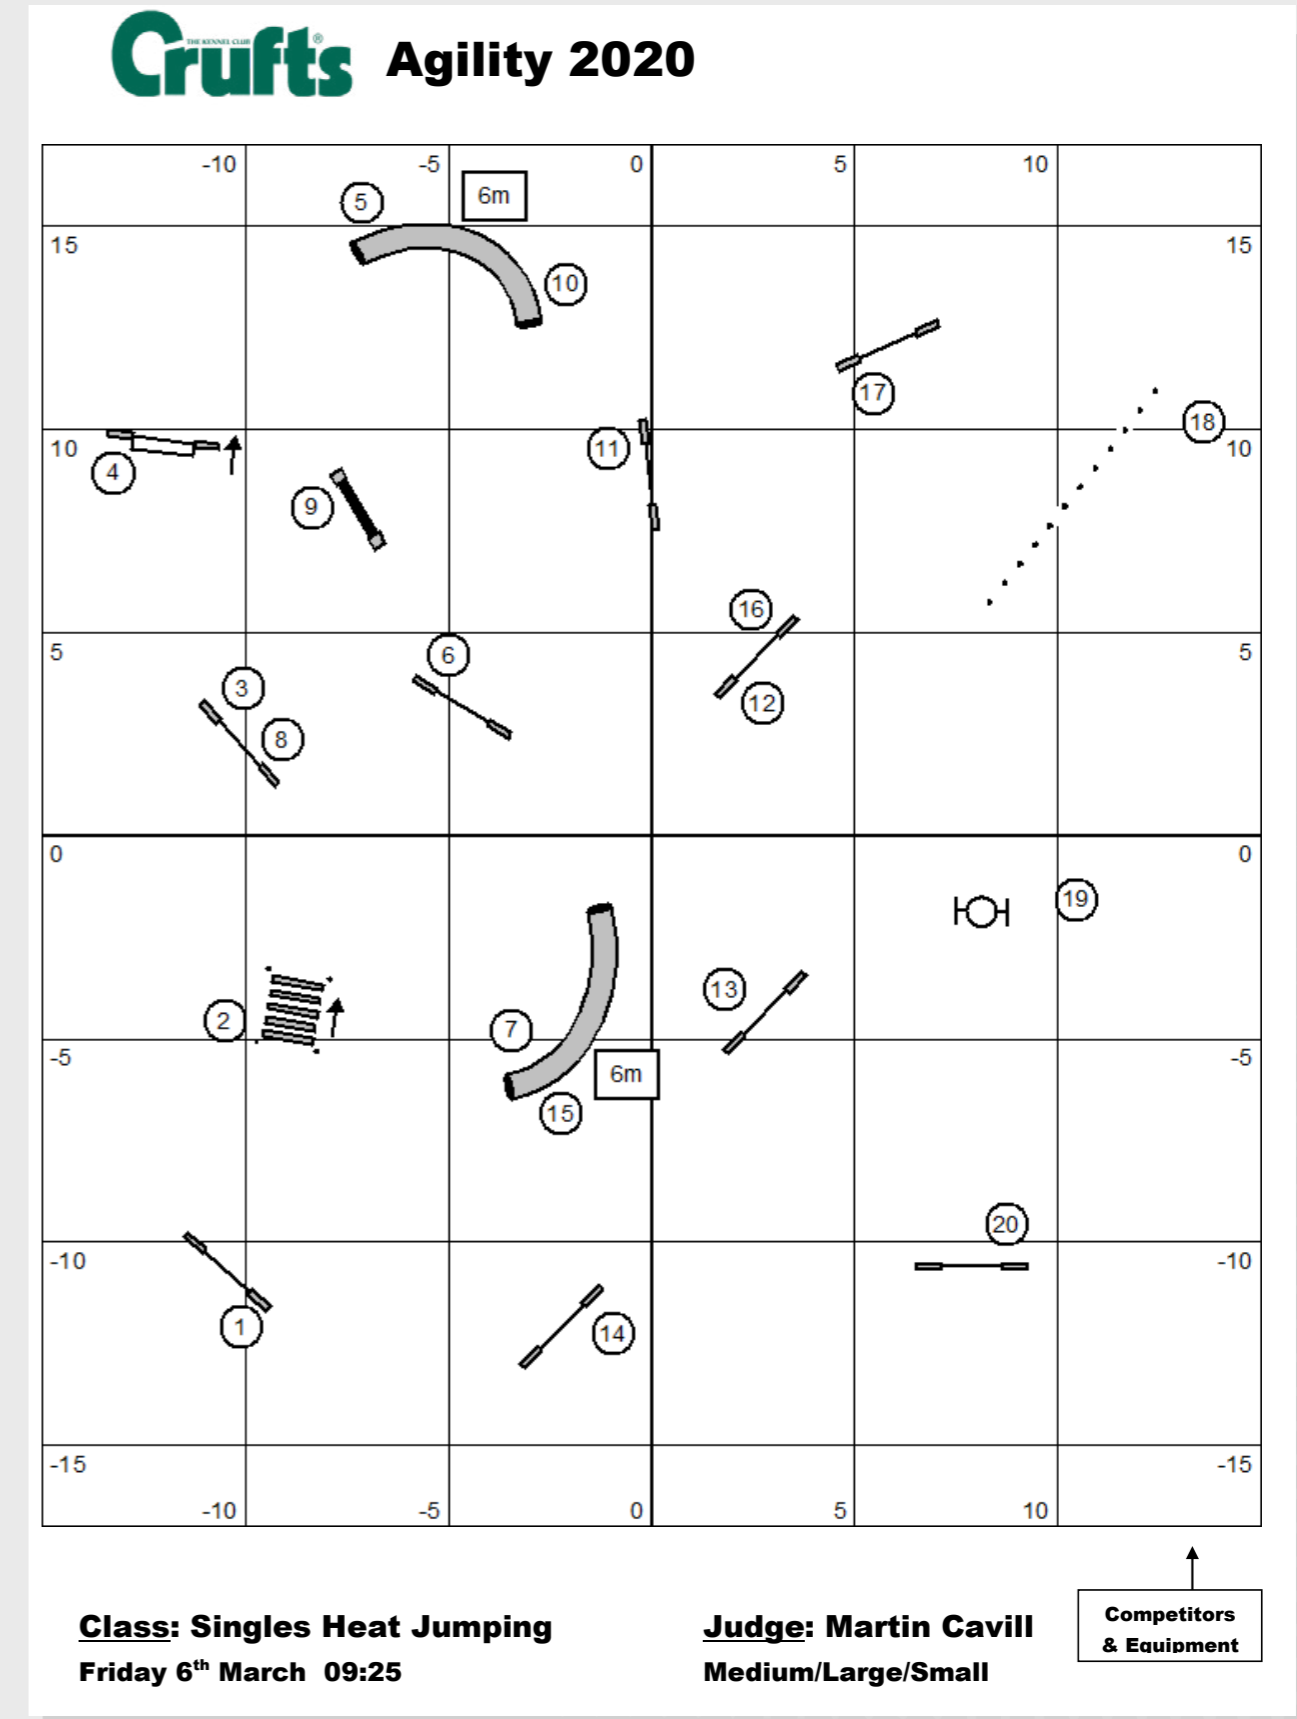 THE KENNEL CLUB
Crufts® Agility 2020
-10 -5 0 5 10
5 6m
15 15
10
17
11 18
10 10
4
9
16
6
5 5
3
12
8
0 0
19
13
2
7
-5 -5
6m
15
20
-10 -10
1
14
-15 -15
-10 -5 0 5 10
Competitors
& Equipment
Class: Singles Heat Jumping Judge: Martin Cavill
Friday 6th March 09:25 Medium/Large/Small